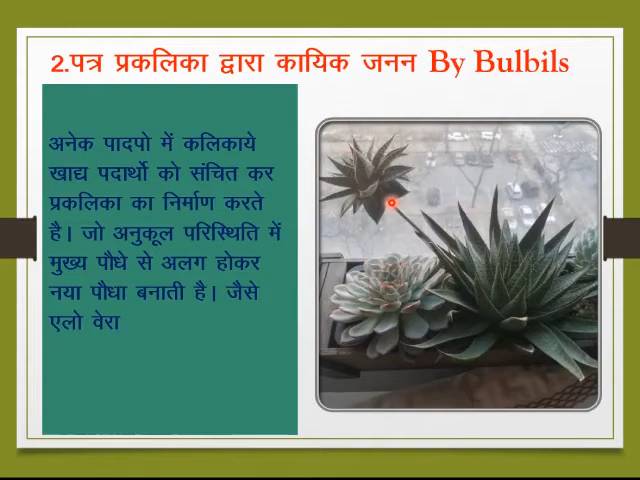 2.पत्र प्रकलिका द्वारा कायिक जनन By Bulbils
अनेक पादपो में कलिकाये
खाद्य पदार्थो को संचित कर
प्रकलिका का निर्माण करते
है। जो अनुकूल परिस्थिति में
मुख्य पौधे से अलग होकर
नया पौधा बनाती है। जैसे
एलो वेरा